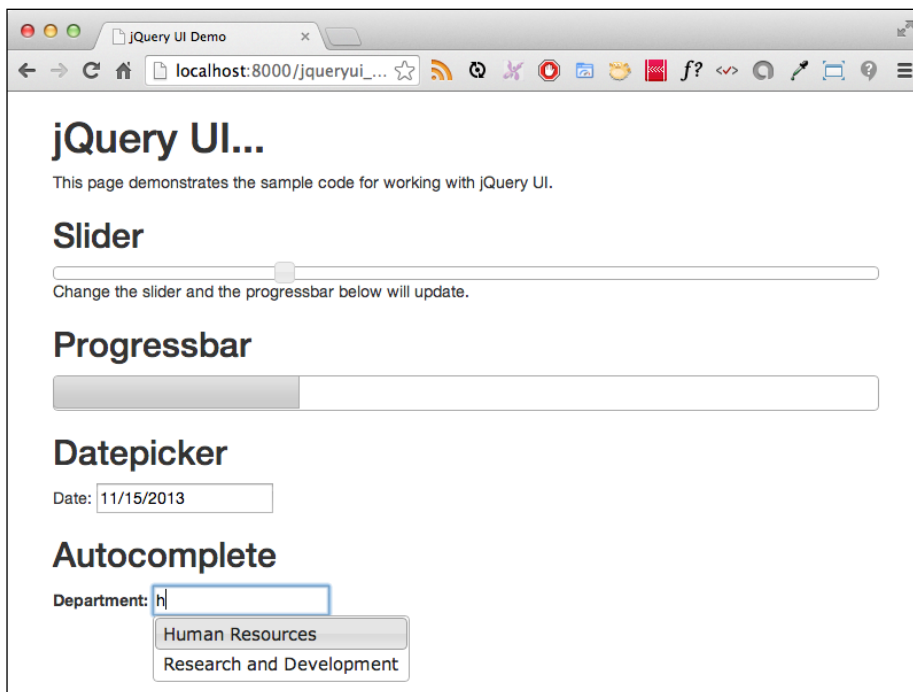 jQuery UI Demo
localhost:8000/jqueryui_...
f?
jQuery UI...
This page demonstrates the sample code for working with jQuery UI.
Slider
Change the slider and the progressbar below will update.
Progressbar
Datepicker
Date: 11/15/2013
Autocomplete
Department: h
Human Resources
Research and Development